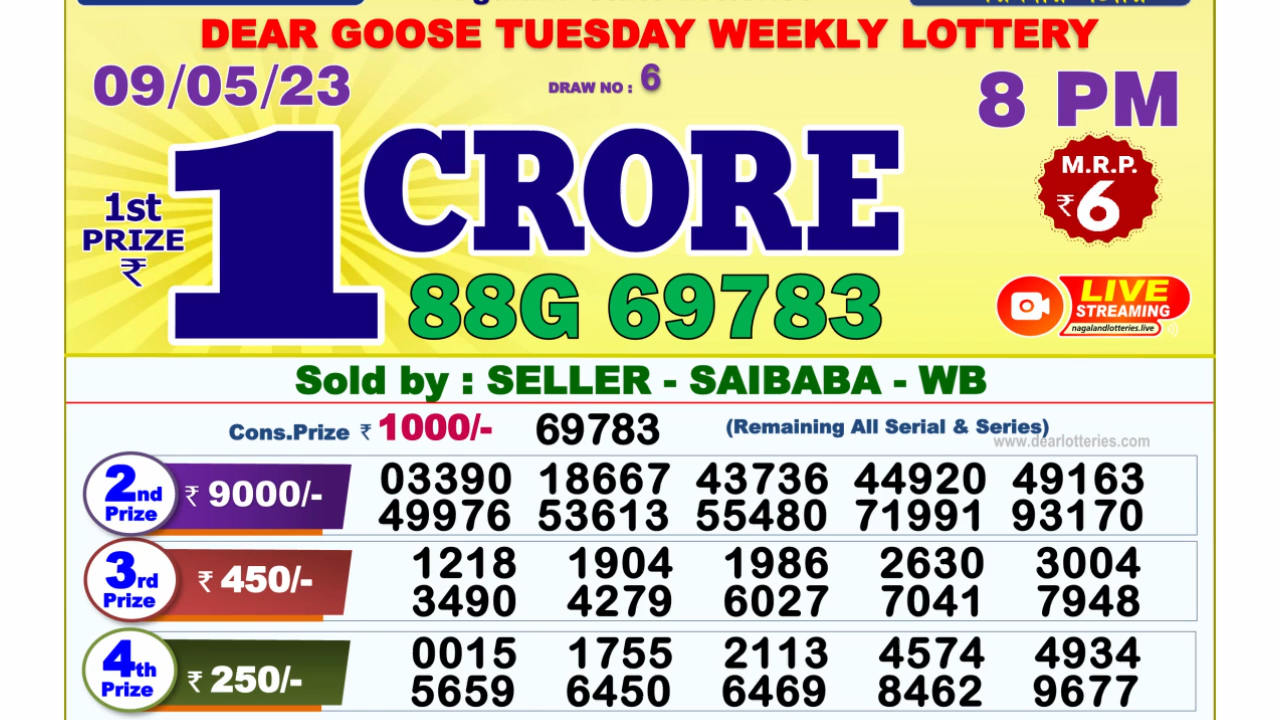 DEAR GOOSE TUESDAY WEEKLY LOTTERY
09/05/23
DRAW NO : 6
8 PM
1st
PRIZE
₹
1 CRORE
88G 69783
M.R.P.
₹6
LIVE
STREAMING
nagalandlotteries.live
Sold by : SELLER - SAIBABA - WB
Cons.Prize ₹ 1000/- 69783 (Remaining All Serial & Series)
www.dearlotteries.com
2nd Prize ₹ 9000/-
03390 18667 43736 44920 49163
49976 53613 55480 71991 93170
3rd Prize ₹ 450/-
1218 1904 1986 2630 3004
3490 4279 6027 7041 7948
4th Prize ₹ 250/-
0015 1755 2113 4574 4934
5659 6450 6469 8462 9677